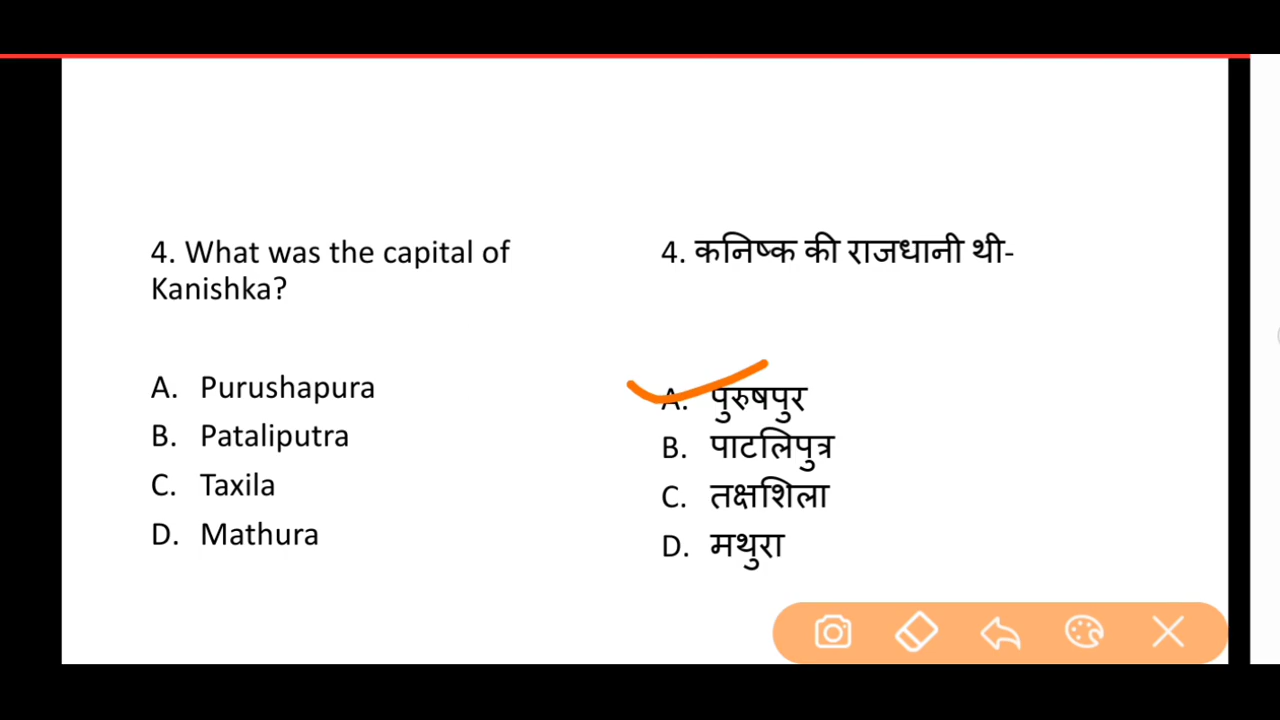 4. What was the capital of
Kanishka?
A. Purushapura
B. Pataliputra
C. Taxila
D. Mathura
4. कनिष्क की राजधानी थी-
A. पुरुषपुर
B. पाटलिपुत्र
C. तक्षशिला
D. मथुरा